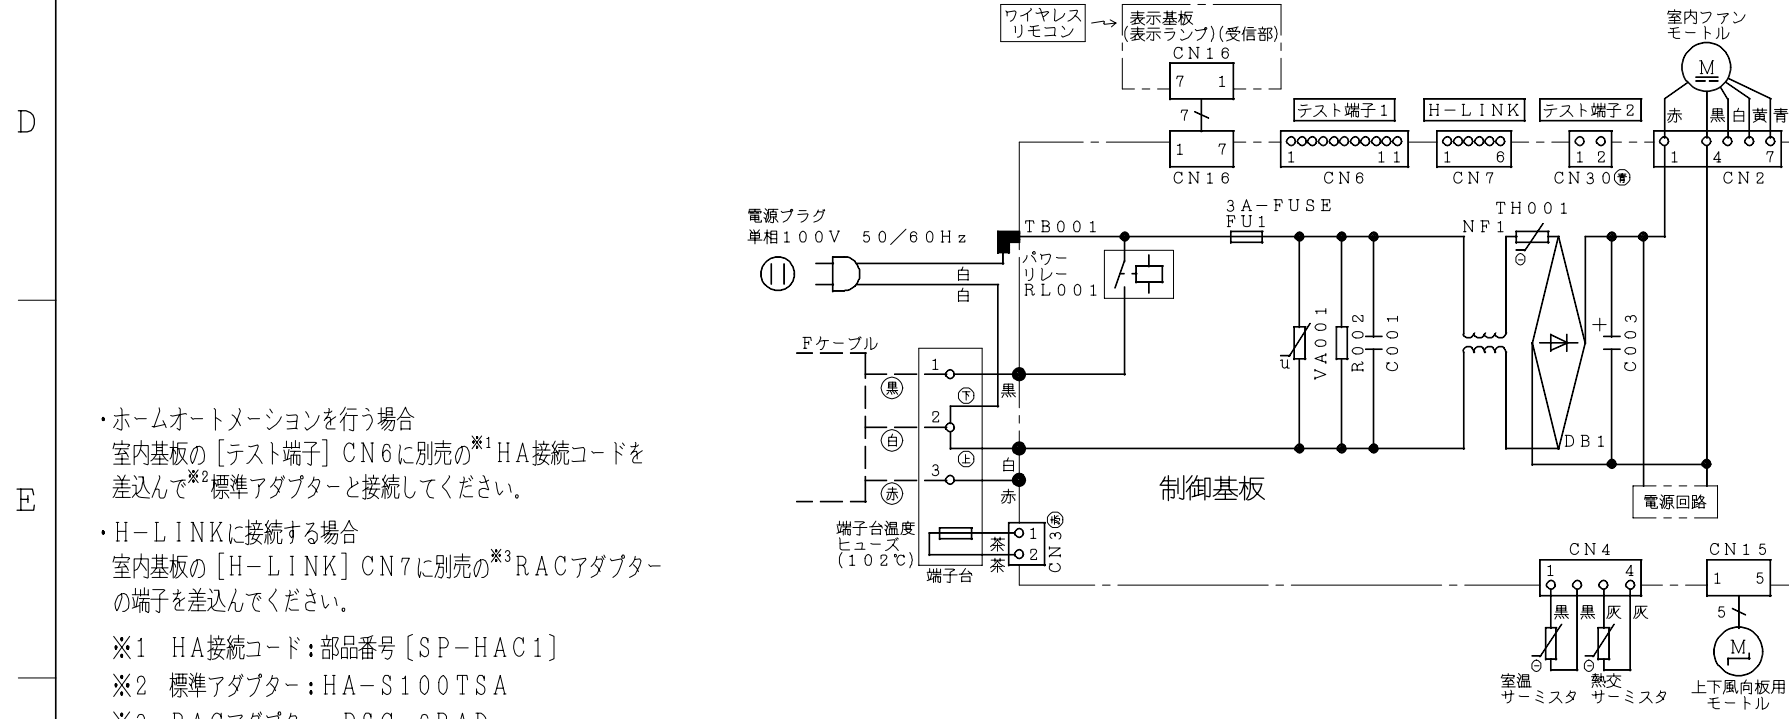 D
E
ワイヤレス
リモコン
表示基板
(表示ランプ)(受信部)
CN16
7 1
7
1 7
CN16
テスト端子1
1 11
CN6
H-LINK
1 6
CN7
テスト端子2
1 2
CN30青
室内ファン
モートル
M
赤 黒 白 黄 青
1 4 7
CN2
電源プラグ
単相100V 50/60Hz
白
白
TB001
パワー
リレー
RL001
3A-FUSE
FU1
VA001
u
R002
C001
NF1
TH001
DB1
+
C003
電源回路
Fケーブル
黒
白
赤
1
2
3
下
上
黒
白
赤
制御基板
端子台温度
ヒューズ
(102℃)
端子台
茶
茶
1
2
CN3
CN4
1 4
黒 黒 灰 灰
室温
サーミスタ
熱交
サーミスタ
CN15
1 5
5
M
上下風向板用
モートル
・ホームオートメーションを行う場合
室内基板の[テスト端子]CN6に別売の※1HA接続コードを
差込んで※2標準アダプターと接続してください。
・H-LINKに接続する場合
室内基板の[H-LINK]CN7に別売の※3RACアダプター
の端子を差込んでください。
※1 HA接続コード:部品番号[SP-HAC1]
※2 標準アダプター:HA-S100TSA